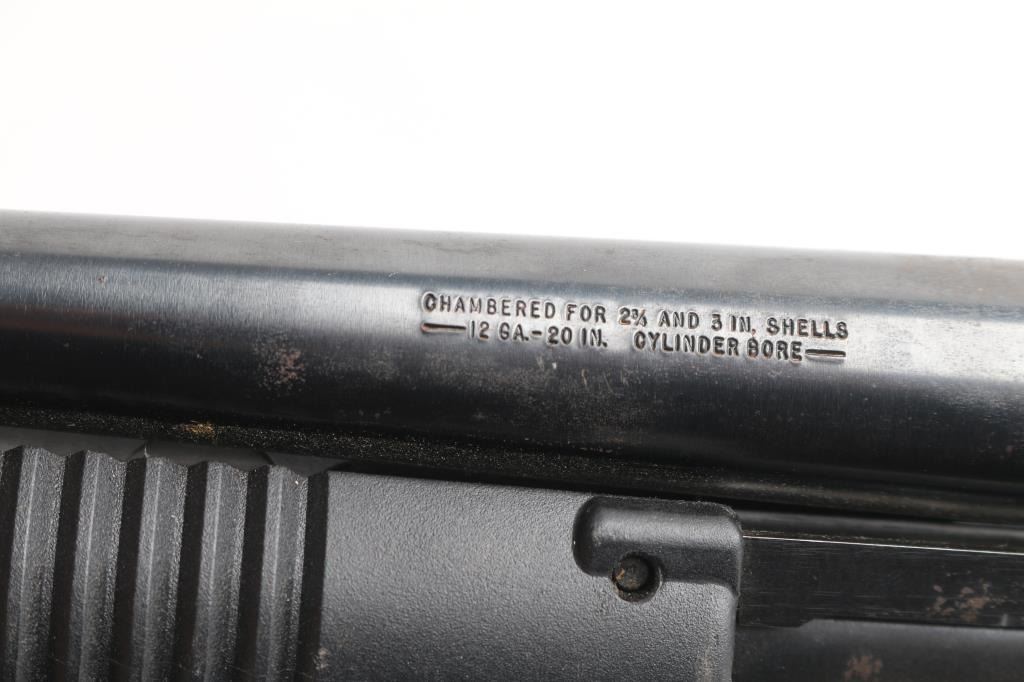 CHAMBERED FOR 2¾ AND 3 IN. SHELLS
—12 GA.-20 IN. CYLINDER BORE—